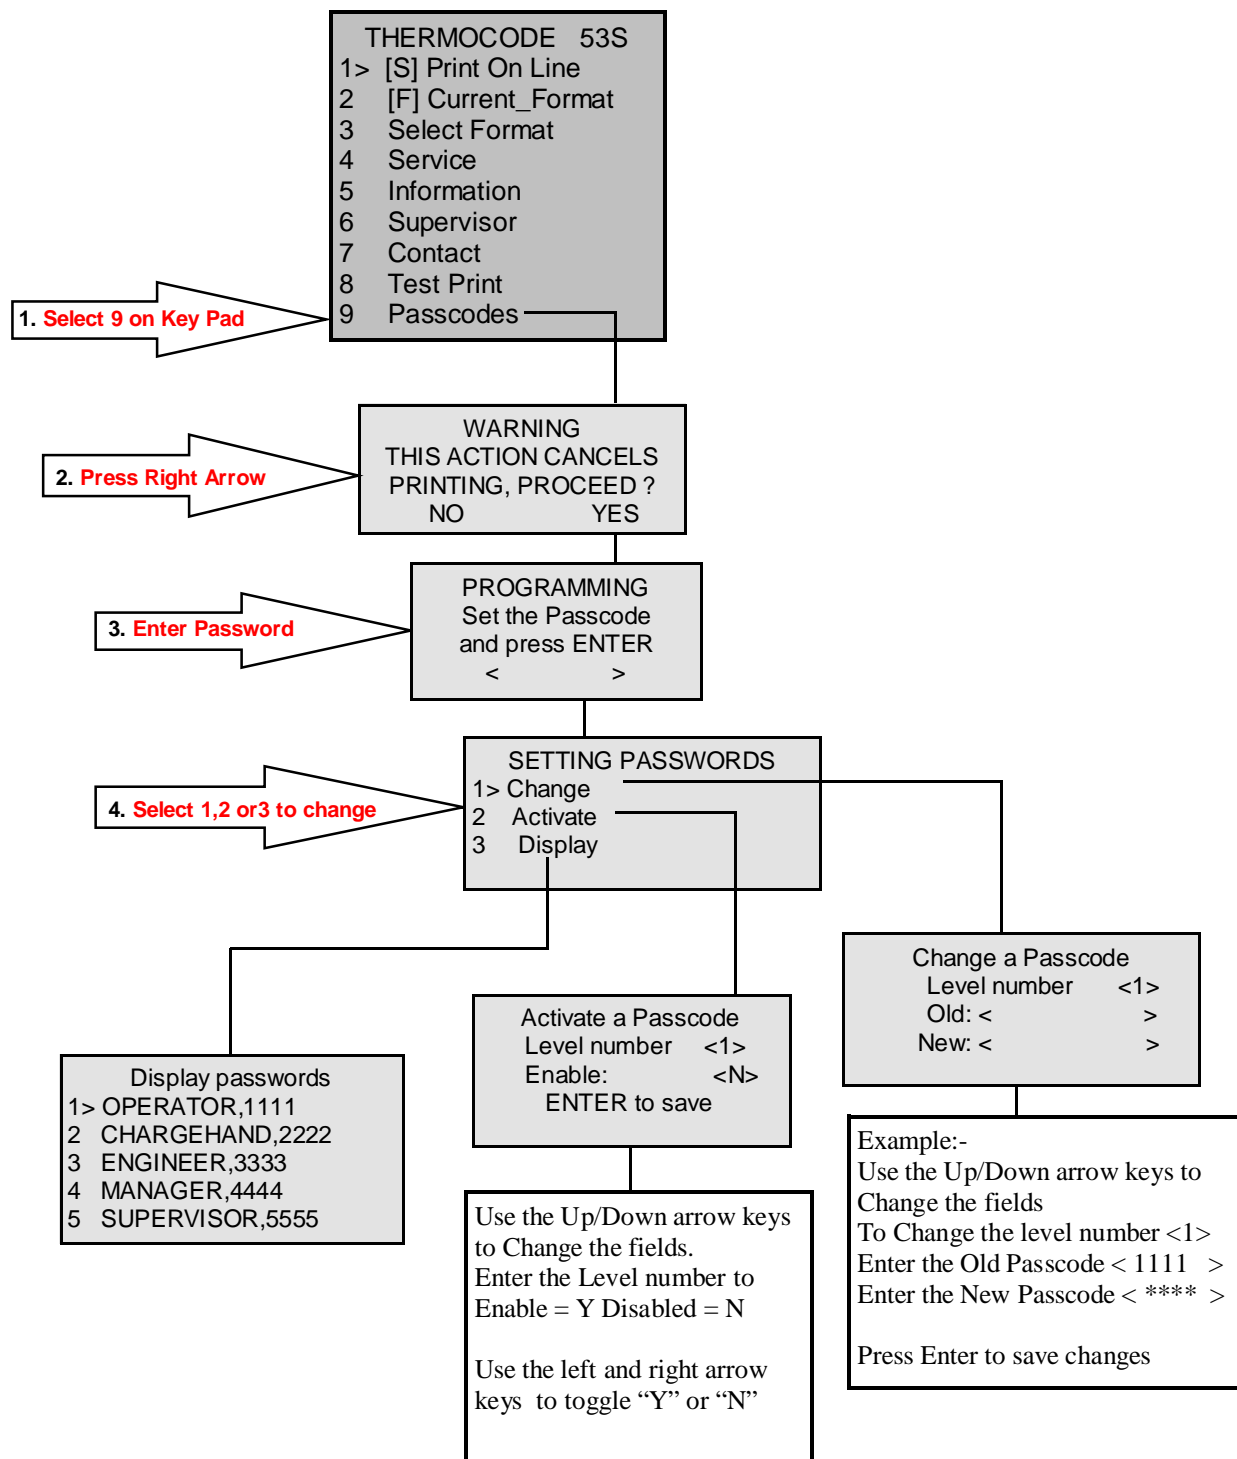 THERMOCODE 53S
1> [S] Print On Line
2 [F] Current_Format
3 Select Format
4 Service
5 Information
6 Supervisor
7 Contact
8 Test Print
9 Passcodes
1. Select 9 on Key Pad
WARNING
THIS ACTION CANCELS
PRINTING, PROCEED ?
NO YES
2. Press Right Arrow
PROGRAMMING
Set the Passcode
and press ENTER
< >
3. Enter Password
SETTING PASSWORDS
1> Change
2 Activate
3 Display
4. Select 1,2 or3 to change
Display passwords
1> OPERATOR,1111
2 CHARGEHAND,2222
3 ENGINEER,3333
4 MANAGER,4444
5 SUPERVISOR,5555
Activate a Passcode
Level number <1>
Enable: <N>
ENTER to save
Use the Up/Down arrow keys
to Change the fields.
Enter the Level number to
Enable = Y Disabled = N
Use the left and right arrow
keys to toggle “Y” or “N”
Change a Passcode
Level number <1>
Old: < >
New: < >
Example:-
Use the Up/Down arrow keys to
Change the fields
To Change the level number <1>
Enter the Old Passcode < 1111 >
Enter the New Passcode < **** >
Press Enter to save changes